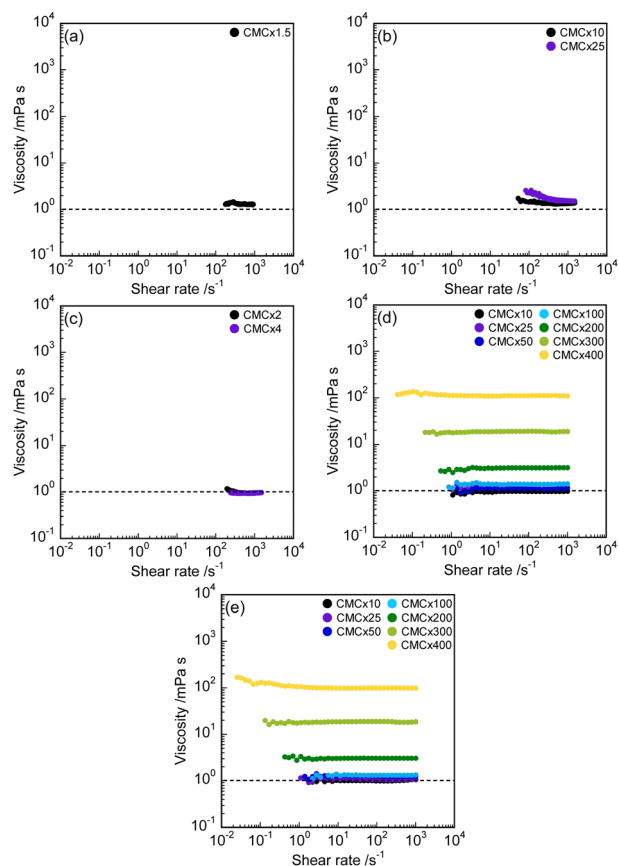 (a) CMCx1.5
Viscosity /mPa s
10^4
10^3
10^2
10^1
10^0
10^-1
10^-2 10^-1 10^0 10^1 10^2 10^3 10^4
Shear rate /s^-1
(b) CMCx10
CMCx25
Viscosity /mPa s
10^4
10^3
10^2
10^1
10^0
10^-1
10^-2 10^-1 10^0 10^1 10^2 10^3 10^4
Shear rate /s^-1
(c) CMCx2
CMCx4
Viscosity /mPa s
10^4
10^3
10^2
10^1
10^0
10^-1
10^-2 10^-1 10^0 10^1 10^2 10^3 10^4
Shear rate /s^-1
(d) CMCx10 CMCx100
CMCx25 CMCx200
CMCx50 CMCx300
CMCx400
Viscosity /mPa s
10^4
10^3
10^2
10^1
10^0
10^-1
10^-2 10^-1 10^0 10^1 10^2 10^3 10^4
Shear rate /s^-1
(e) CMCx10 CMCx100
CMCx25 CMCx200
CMCx50 CMCx300
CMCx400
Viscosity /mPa s
10^4
10^3
10^2
10^1
10^0
10^-1
10^-2 10^-1 10^0 10^1 10^2 10^3 10^4
Shear rate /s^-1